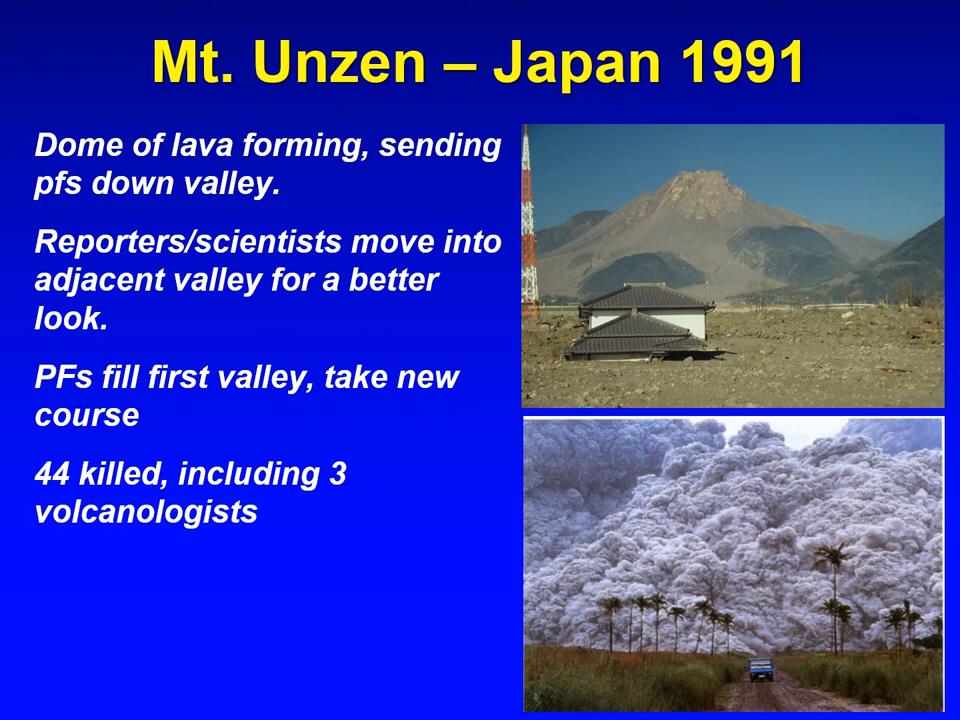 Mt. Unzen – Japan 1991
Dome of lava forming, sending
pfs down valley.
Reporters/scientists move into
adjacent valley for a better
look.
PFs fill first valley, take new
course
44 killed, including 3
volcanologists